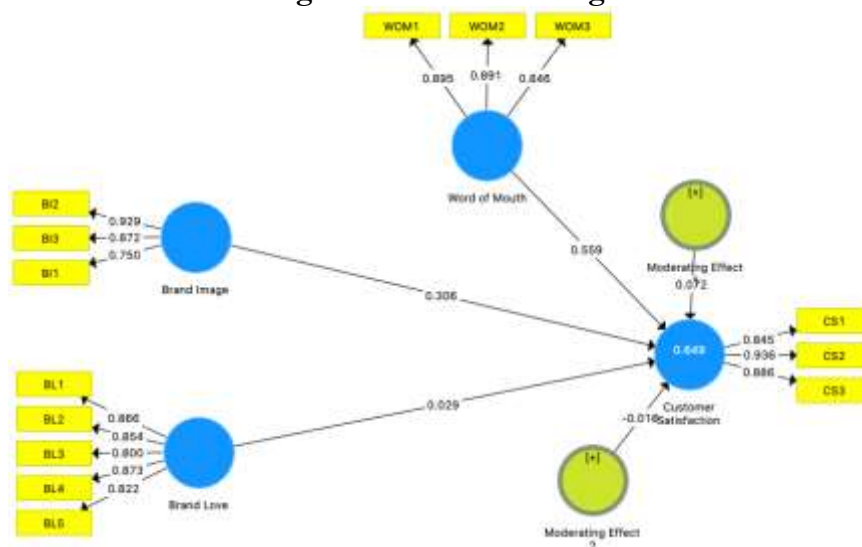 WOM1 WOM2 WOM3
0.895 0.891 0.846
Word of Mouth
BI2
BI3
BI1
0.929
0.872
0.750
Brand Image
[+]
Moderating Effect
0.072
0.559
0.306
0.649
Customer
Satisfaction
0.845
0.936
0.886
CS1
CS2
CS3
BL1
BL2
BL3
BL4
BL5
0.866
0.854
0.800
0.873
0.822
Brand Love
0.029
[+]
Moderating Effect
2